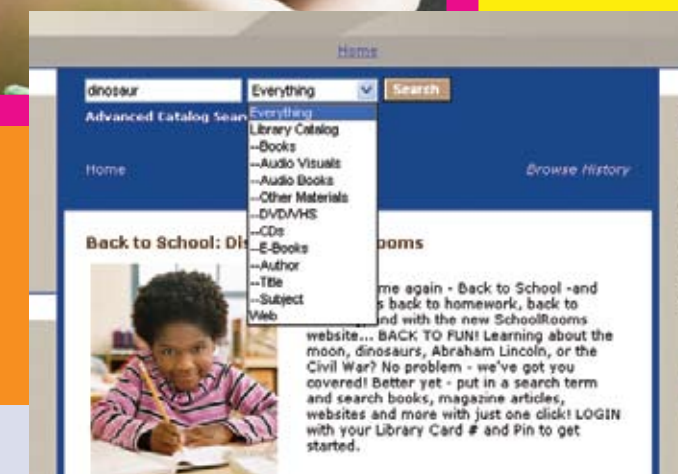 Home
dinosaur Everything Search
Advanced Catalog Sear
Everything
Library Catalog
--Books
--Audio Visuals
--Audio Books
--Other Materials
--DVD/VHS
--CDs
--E-Books
--Author
--Title
--Subject
Web
Home Browse History
Back to School: Dis ooms
me again - Back to School -and
s back to homework, back to
and with the new SchoolRooms
website... BACK TO FUN! Learning about the
moon, dinosaurs, Abraham Lincoln, or the
Civil War? No problem - we've got you
covered! Better yet - put in a search term
and search books, magazine articles,
websites and more with just one click! LOGIN
with your Library Card # and Pin to get
started.